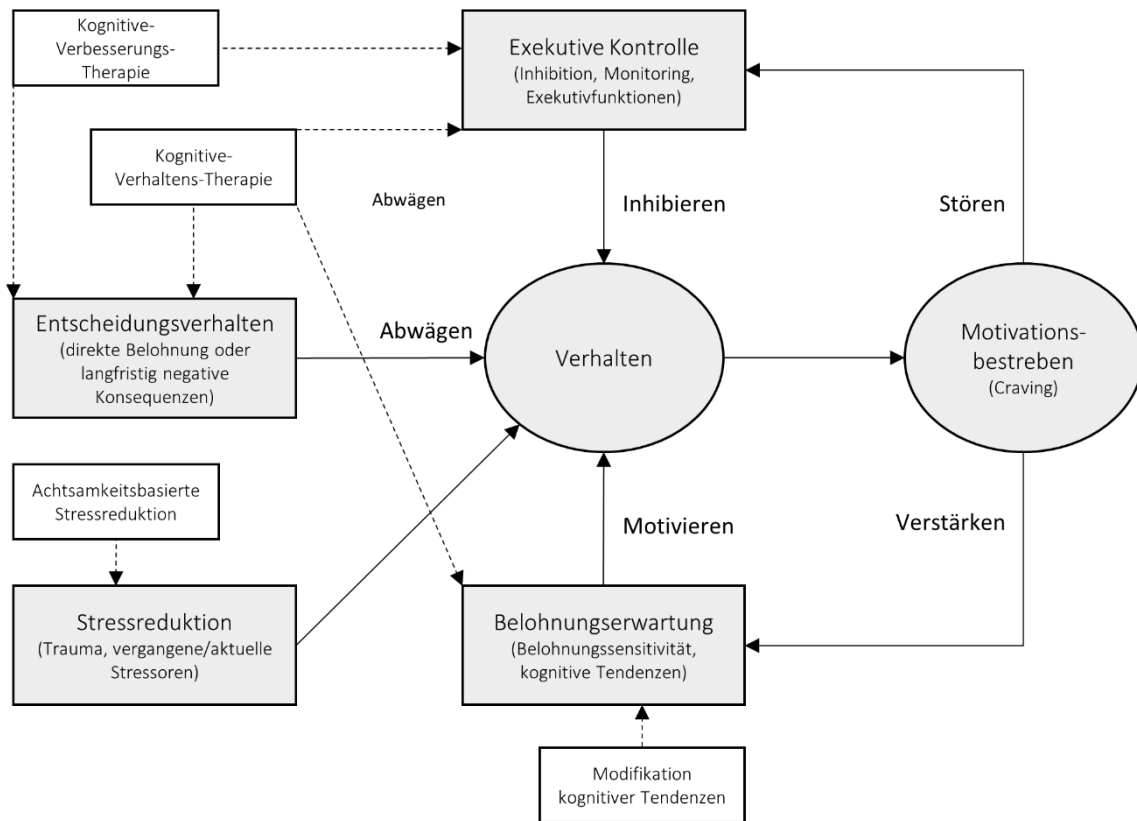 Kognitive-
Verbesserungs-
Therapie
Exekutive Kontrolle
(Inhibition, Monitoring,
Exekutivfunktionen)
Kognitive-
Verhaltens-Therapie
Abwägen
Inhibieren
Stören
Entscheidungsverhalten
(direkte Belohnung oder
langfristig negative
Konsequenzen)
Abwägen
Verhalten
Motivations-
bestreben
(Craving)
Achtsamkeitsbasierte
Stressreduktion
Motivieren
Verstärken
Stressreduktion
(Trauma, vergangene/aktuelle
Stressoren)
Belohnungserwartung
(Belohnungssensitivität,
kognitive Tendenzen)
Modifikation
kognitiver Tendenzen